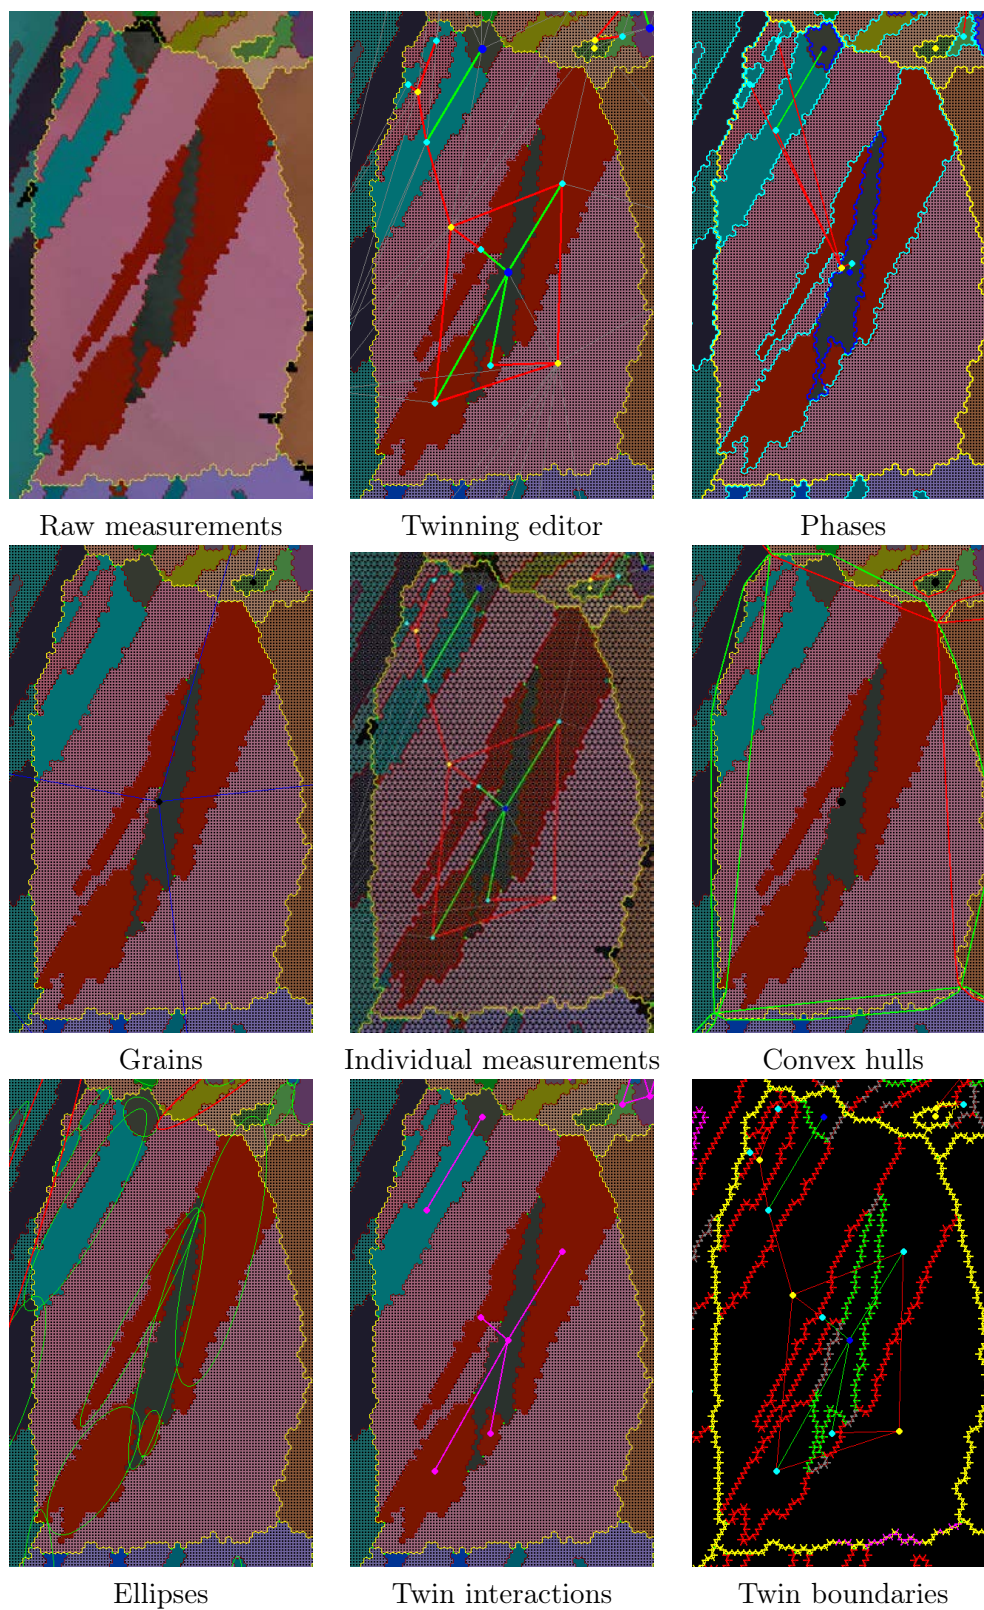 Raw measurements
Twinning editor
Phases
Grains
Individual measurements
Convex hulls
Ellipses
Twin interactions
Twin boundaries